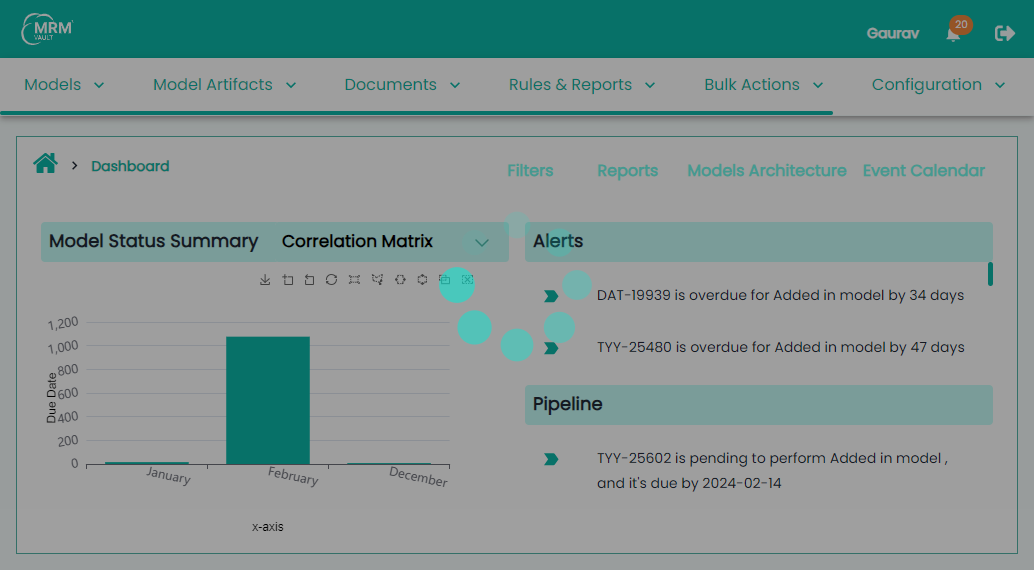 MRM
VAULT
Gaurav
20
Models
Model Artifacts
Documents
Rules & Reports
Bulk Actions
Configuration
Dashboard
Filters
Reports
Models Architecture
Event Calendar
Model Status Summary
Correlation Matrix
1,200
1,000
800
600
400
200
0
Due Date
January
February
December
x-axis
Alerts
DAT-19939 is overdue for Added in model by 34 days
TYY-25480 is overdue for Added in model by 47 days
Pipeline
TYY-25602 is pending to perform Added in model ,
and it's due by 2024-02-14